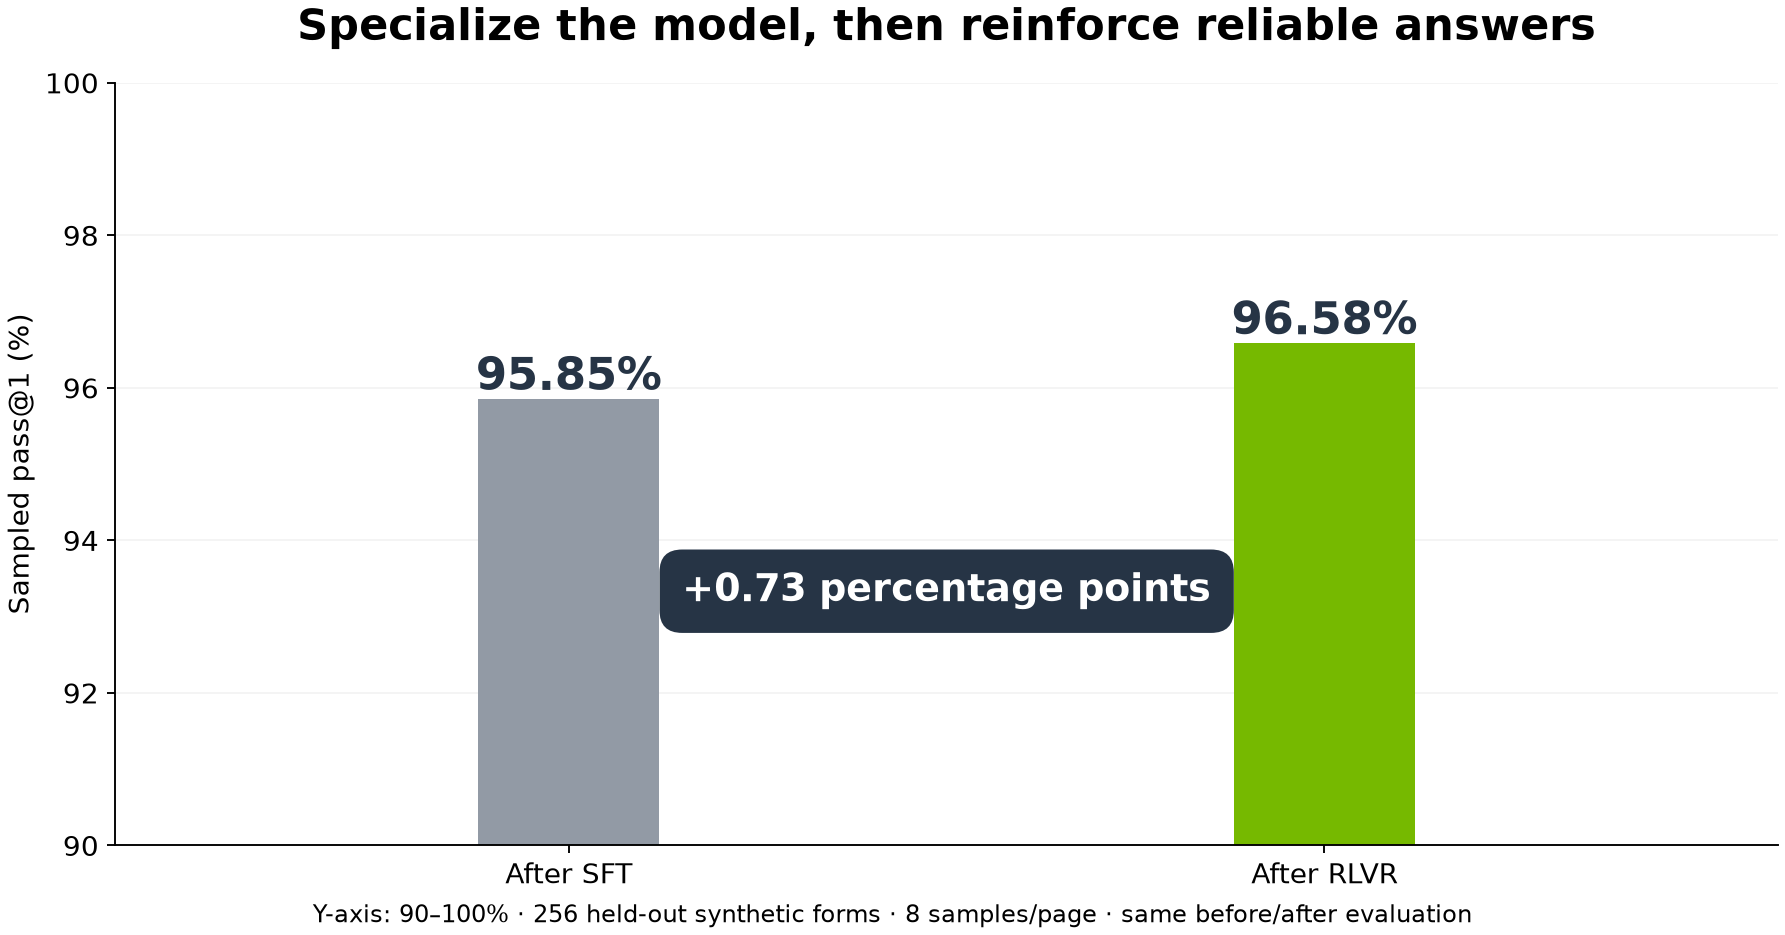 Specialize the model, then reinforce reliable answers
Sampled pass@1 (%)
100
98
96
94
92
90
95.85%
96.58%
+0.73 percentage points
After SFT
After RLVR
Y-axis: 90–100% · 256 held-out synthetic forms · 8 samples/page · same before/after evaluation